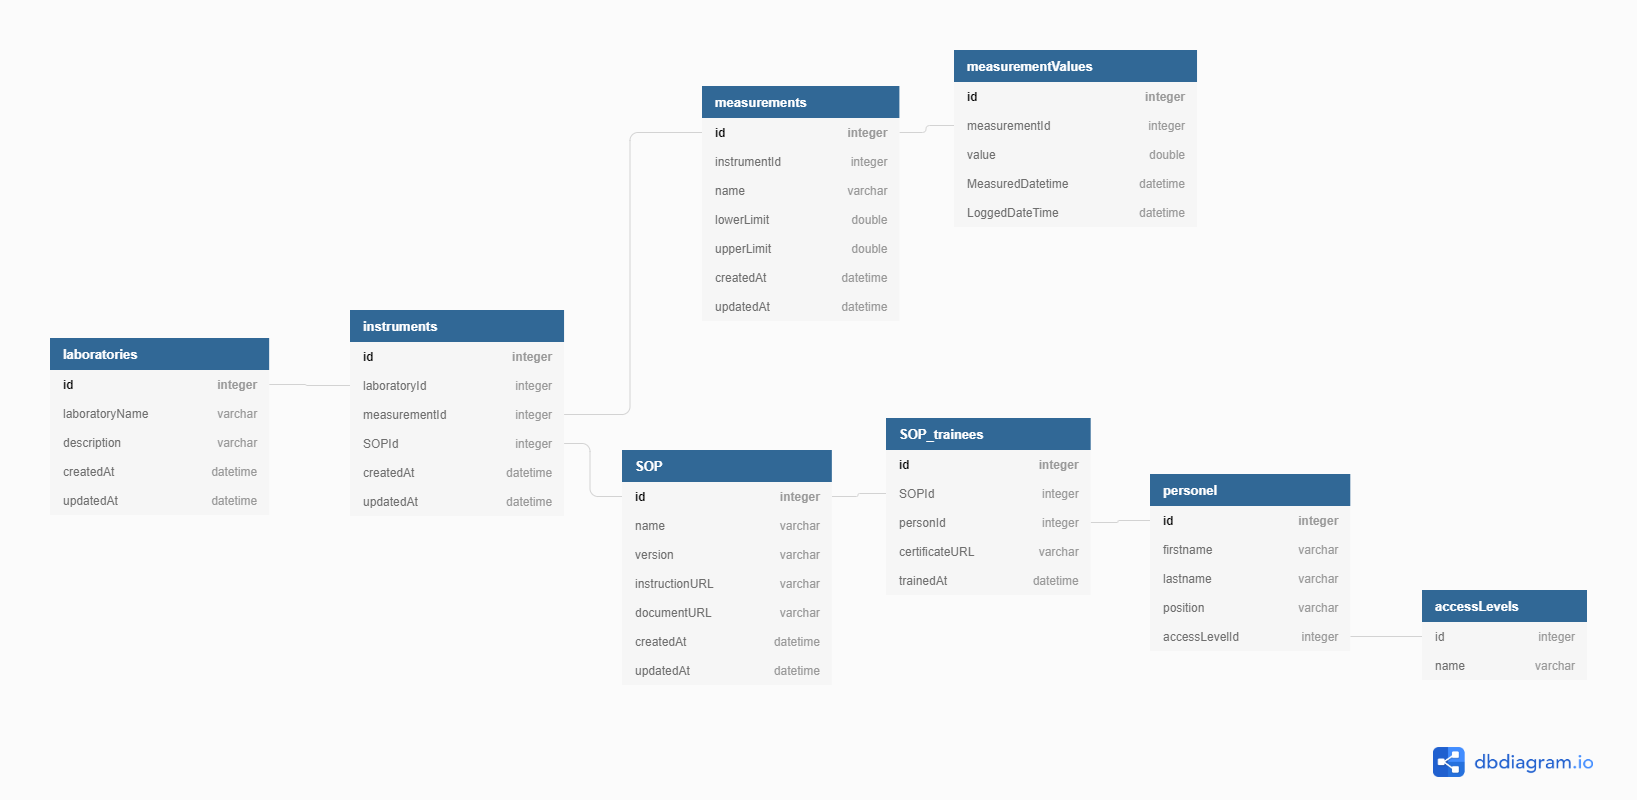 measurementValues
id integer
measurementId integer
value double
MeasuredDatetime datetime
LoggedDateTime datetime
measurements
id integer
instrumentId integer
name varchar
lowerLimit double
upperLimit double
createdAt datetime
updatedAt datetime
instruments
id integer
laboratoryId integer
measurementId integer
SOPId integer
createdAt datetime
updatedAt datetime
laboratories
id integer
laboratoryName varchar
description varchar
createdAt datetime
updatedAt datetime
SOP
id integer
name varchar
version varchar
instructionURL varchar
documentURL varchar
createdAt datetime
updatedAt datetime
SOP_trainees
id integer
SOPId integer
personId integer
certificateURL varchar
trainedAt datetime
personel
id integer
firstname varchar
lastname varchar
position varchar
accessLevelId integer
accessLevels
id integer
name varchar
dbdiagram.io